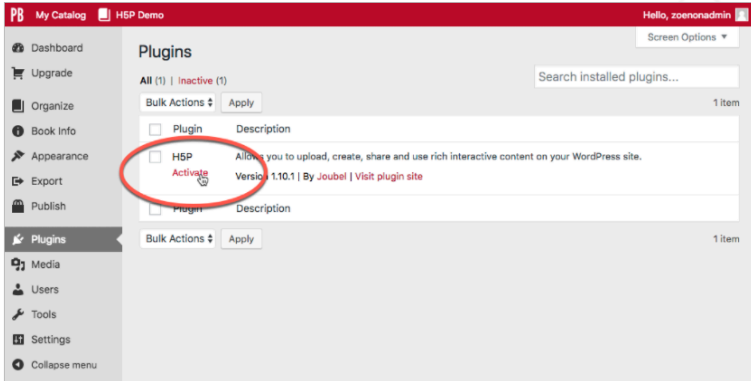 PB My Catalog H5P Demo Hello, zoenonadmin
Screen Options ▼
Dashboard
Upgrade
Organize
Book Info
Appearance
Export
Publish
Plugins
Media
Users
Tools
Settings
Collapse menu
Plugins
All (1) | Inactive (1)
Search installed plugins...
Bulk Actions Apply 1 item
Plugin Description
H5P Allows you to upload, create, share and use rich interactive content on your WordPress site.
Activate Version 1.10.1 | By Joubel | Visit plugin site
Plugin Description
Bulk Actions Apply 1 item